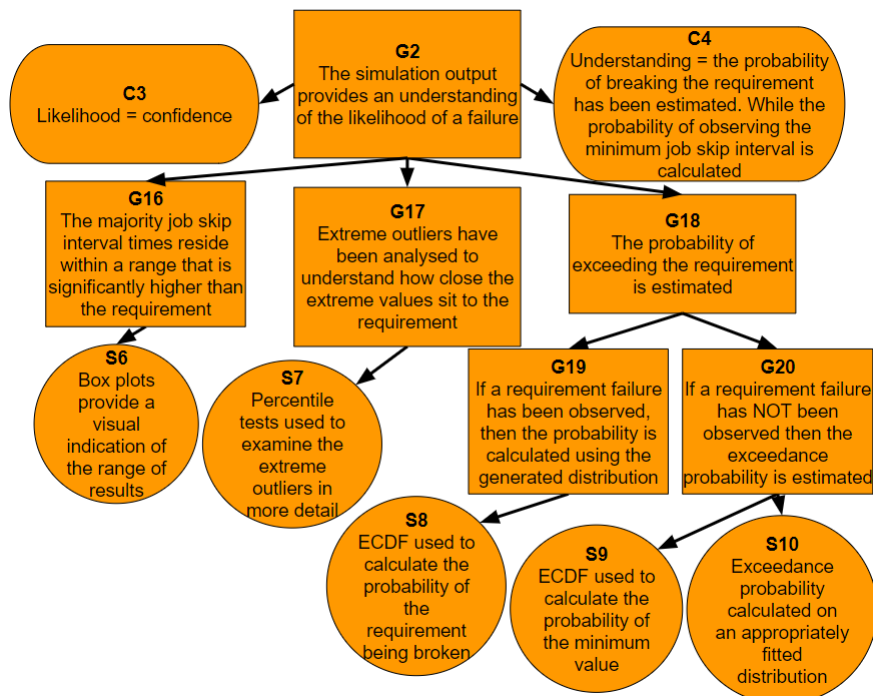 G2
The simulation output
provides an understanding
of the likelihood of a failure
C3
Likelihood = confidence
C4
Understanding = the probability
of breaking the requirement
has been estimated. While the
probability of observing the
minimum job skip interval is
calculated
G16
The majority job skip
interval times reside
within a range that is
significantly higher than
the requirement
G17
Extreme outliers have
been analysed to
understand how close the
extreme values sit to the
requirement
G18
The probability of
exceeding the requirement
is estimated
S6
Box plots
provide a
visual
indication of
the range of
results
S7
Percentile
tests used to
examine the
extreme
outliers in
more detail
G19
If a requirement failure
has been observed,
then the probability is
calculated using the
generated distribution
G20
If a requirement failure
has NOT been
observed then the
exceedance
probability is estimated
S8
ECDF used to
calculate the
probability of
the
requirement
being broken
S9
ECDF used to
calculate the
probability of
the minimum
value
S10
Exceedance
probability
calculated on
an appropriately
fitted
distribution